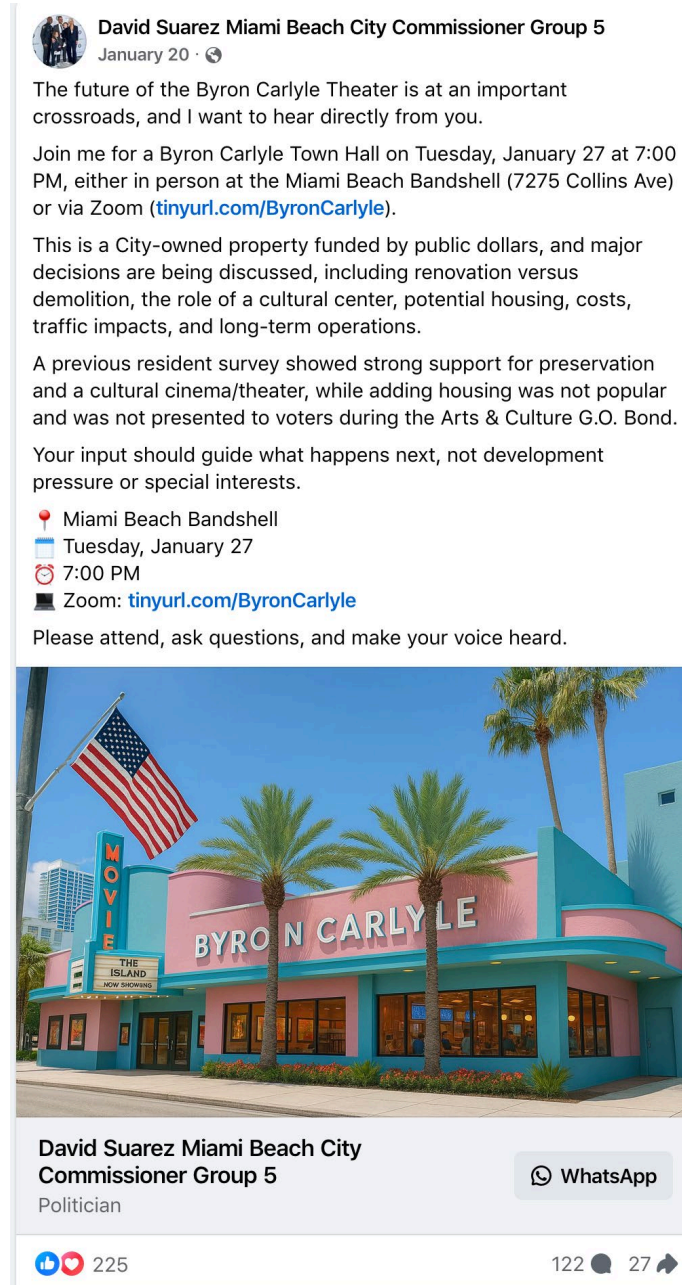 David Suarez Miami Beach City Commissioner Group 5
January 20 ·
The future of the Byron Carlyle Theater is at an important
crossroads, and I want to hear directly from you.
Join me for a Byron Carlyle Town Hall on Tuesday, January 27 at 7:00
PM, either in person at the Miami Beach Bandshell (7275 Collins Ave)
or via Zoom (tinyurl.com/ByronCarlyle).
This is a City-owned property funded by public dollars, and major
decisions are being discussed, including renovation versus
demolition, the role of a cultural center, potential housing, costs,
traffic impacts, and long-term operations.
A previous resident survey showed strong support for preservation
and a cultural cinema/theater, while adding housing was not popular
and was not presented to voters during the Arts & Culture G.O. Bond.
Your input should guide what happens next, not development
pressure or special interests.
📍 Miami Beach Bandshell
🗓️ Tuesday, January 27
⏰ 7:00 PM
💻 Zoom: tinyurl.com/ByronCarlyle
Please attend, ask questions, and make your voice heard.
MOVIE
THE
ISLAND
NOW SHOWING
BYRON CARLYLE
David Suarez Miami Beach City
Commissioner Group 5
WhatsApp
Politician
225
122
27